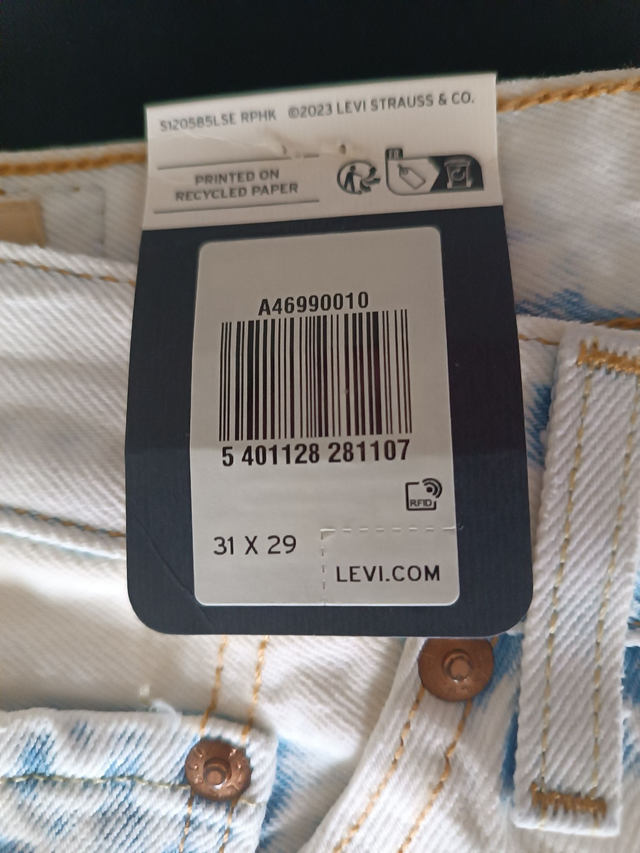 S120585LSE RPHK ©2023 LEVI STRAUSS & CO.
PRINTED ON
RECYCLED PAPER
FR
A46990010
5 401128 281107
RFID
31 X 29
LEVI.COM